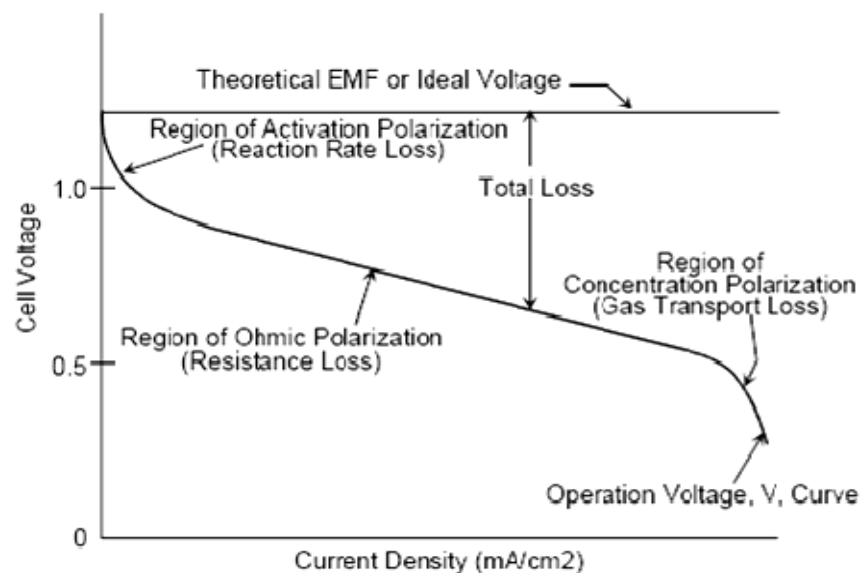 Theoretical EMF or Ideal Voltage
Region of Activation Polarization
(Reaction Rate Loss)
1.0
Total Loss
Region of
Concentration Polarization
(Gas Transport Loss)
Cell Voltage
Region of Ohmic Polarization
(Resistance Loss)
0.5
Operation Voltage, V, Curve
0
Current Density (mA/cm2)